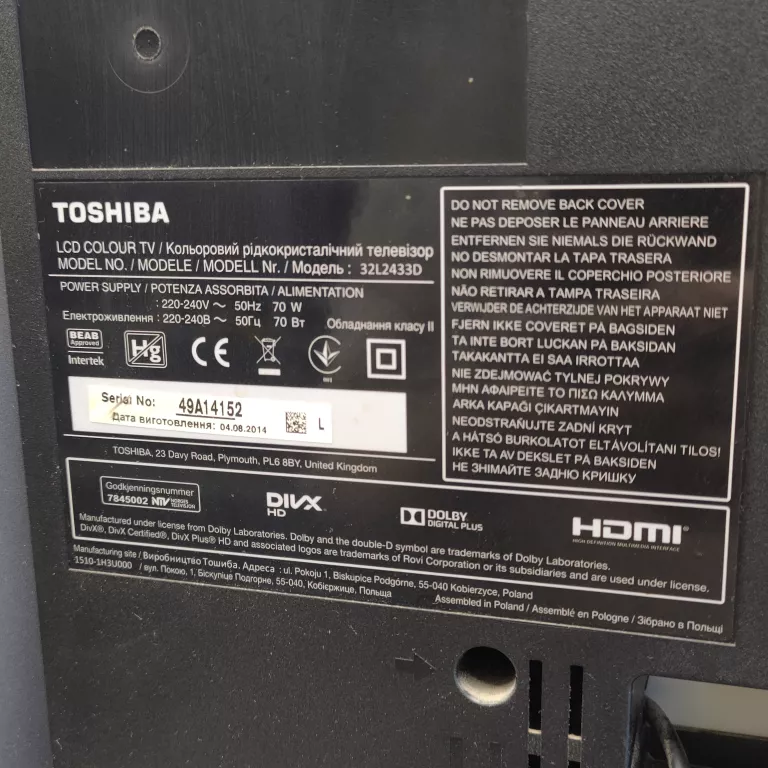 TOSHIBA
LCD COLOUR TV / Кольоровий рідкокристалічний телевізор
MODEL NO. / MODELE / MODELL Nr. / Модель : 32L2433D
POWER SUPPLY / POTENZA ASSORBITA / ALIMENTATION
: 220-240V ~ 50Hz 70 W
Електроживлення : 220-240В ~ 50Гц 70 Вт
Обладнання класу II
BEAB
Approved
Intertek
Hg
CE
Serial No: 49A14152
Дата виготовлення: 04.08.2014
L
TOSHIBA, 23 Davy Road, Plymouth, PL6 8BY, United Kingdom
DO NOT REMOVE BACK COVER
NE PAS DEPOSER LE PANNEAU ARRIERE
ENTFERNEN SIE NIEMALS DIE RÜCKWAND
NO DESMONTAR LA TAPA TRASERA
NON RIMUOVERE IL COPERCHIO POSTERIORE
NÃO RETIRAR A TAMPA TRASEIRA
VERWIJDER DE ACHTERZIJDE VAN HET APPARAAT NIET
FJERN IKKE COVERET PÅ BAGSIDEN
TA INTE BORT LUCKAN PÅ BAKSIDAN
TAKAKANTTA EI SAA IRROTTAA
NIE ZDEJMOWAĆ TYLNEJ POKRYWY
ΜΗΝ ΑΦΑΙΡΕΙΤΕ ΤΟ ΠΙΣΩ ΚΑΛΥΜΜΑ
ARKA KAPAĞI ÇIKARTMAYIN
NEODSTRAŇUJTE ZADNÍ KRYT
A HÁTSÓ BURKOLATOT ELTÁVOLÍTANI TILOS!
IKKE TA AV DEKSLET PÅ BAKSIDEN
НЕ ЗНІМАЙТЕ ЗАДНЮ КРИШКУ
Godkjenningsnummer
7845002 NTV NORGES TELEVISION
DIVX
HD
DOLBY
DIGITAL PLUS
HDMI
HIGH DEFINITION MULTIMEDIA INTERFACE
Manufactured under license from Dolby Laboratories. Dolby and the double-D symbol are trademarks of Dolby Laboratories.
DivX®, DivX Certified®, DivX Plus® HD and associated logos are trademarks of Rovi Corporation or its subsidiaries and are used under license.
Manufacturing site / Виробництво Тошиба. Адреса : ul. Pokoju 1, Biskupice Podgórne, 55-040 Kobierzyce, Poland
1510-1H3U000 / вул. Покою, 1, Біскупіце Подгорне, 55-040, Кобієржице, Польща
Assembled in Poland / Assemblé en Pologne / Зібрано в Польщі